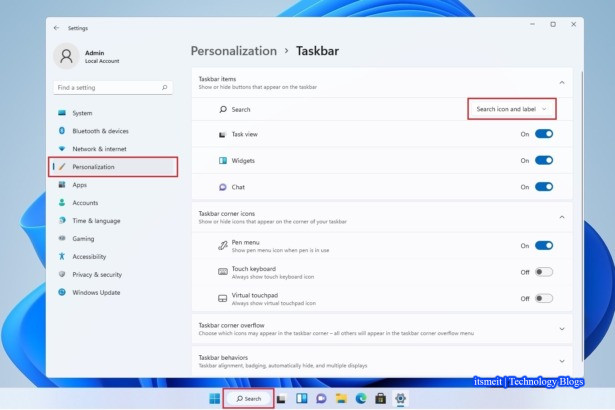 Settings
Admin
Local Account
Find a setting
System
Bluetooth & devices
Network & internet
Personalization
Apps
Accounts
Time & language
Gaming
Accessibility
Privacy & security
Windows Update
Personalization > Taskbar
Taskbar items
Show or hide buttons that appear on the taskbar
Search
Search icon and label
Task view
On
Widgets
On
Chat
On
Taskbar corner icons
Show or hide icons that appear on the corner of your taskbar
Pen menu
Show pen menu icon when pen is in use
On
Touch keyboard
Always show touch keyboard icon
Off
Virtual touchpad
Always show virtual touchpad icon
Off
Taskbar corner overflow
Choose which icons may appear in the taskbar corner – all others will appear in the taskbar corner overflow menu
Taskbar behaviors
Taskbar alignment, badging, automatically hide, and multiple displays
itsmeit | Technology Blogs
Search